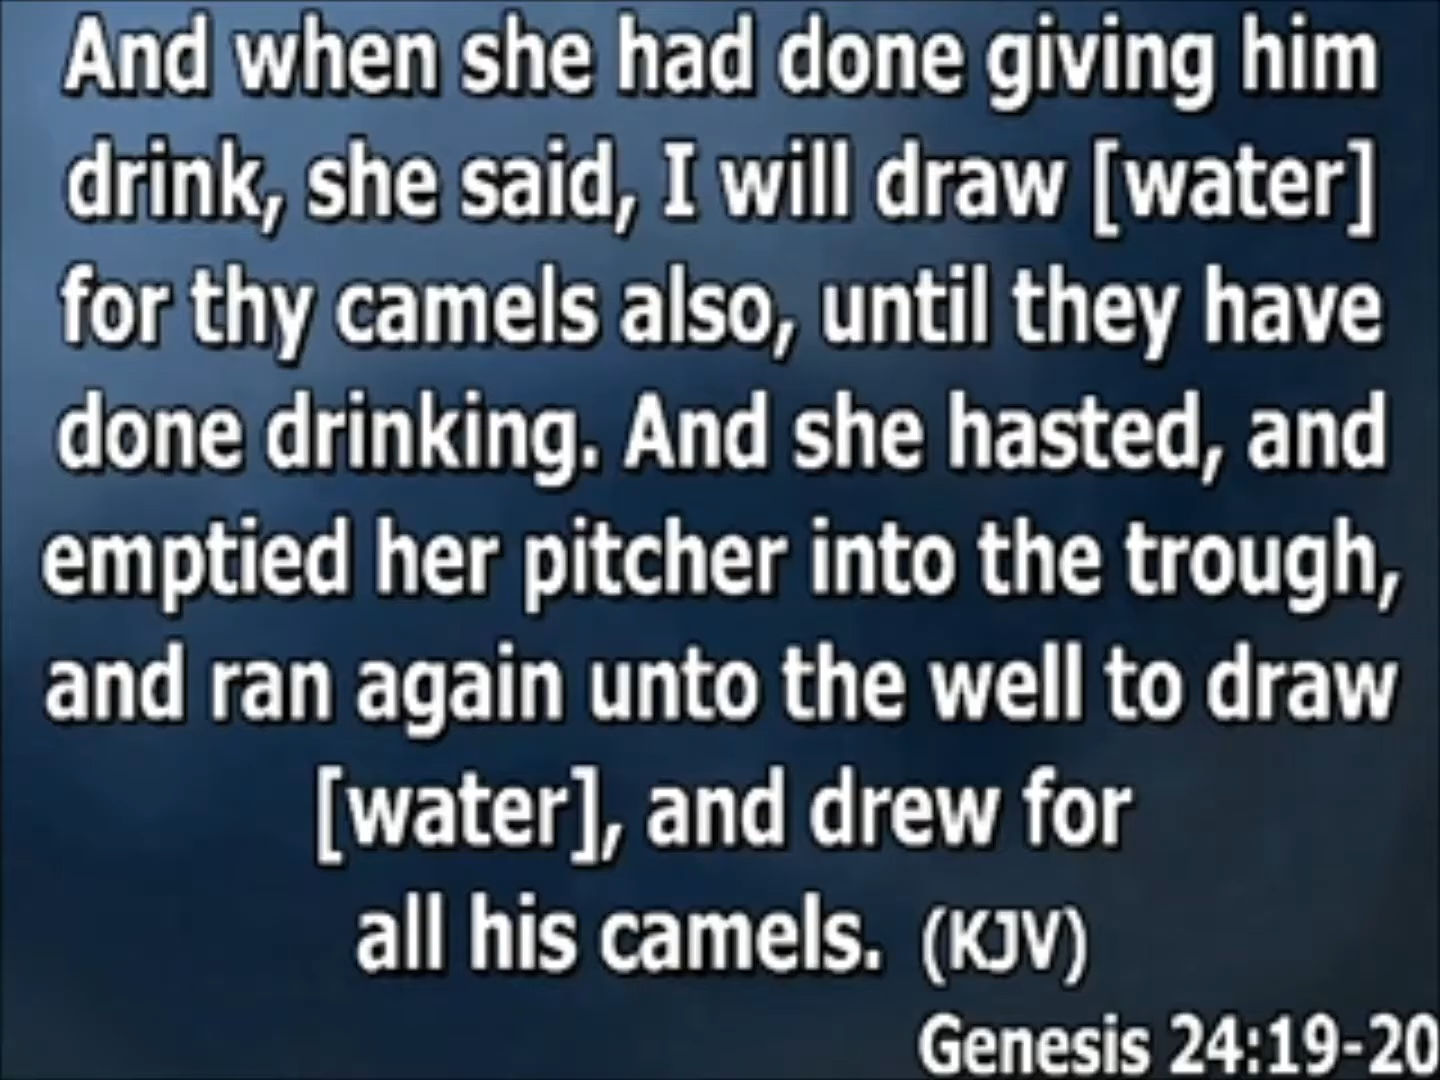 And when she had done giving him
drink, she said, I will draw [water]
for thy camels also, until they have
done drinking. And she hasted, and
emptied her pitcher into the trough,
and ran again unto the well to draw
[water], and drew for
all his camels. (KJV)
Genesis 24:19-20